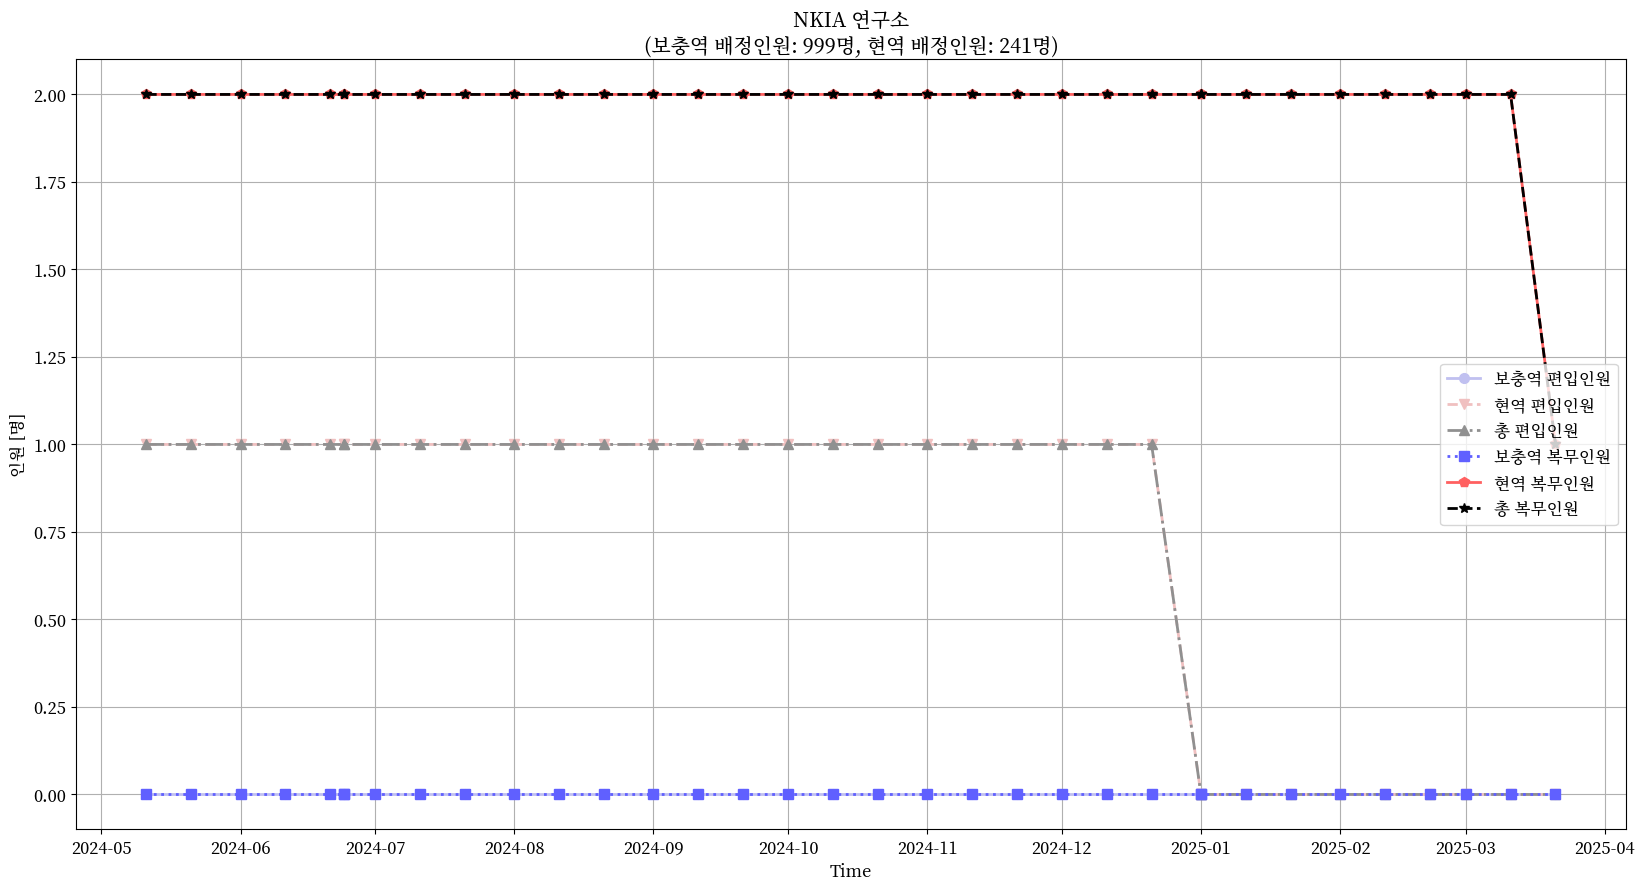 NKIA 연구소
(보충역 배정인원: 999명, 현역 배정인원: 241명)
2.00
1.75
1.50
1.25
1.00
0.75
0.50
0.25
0.00
인원 [명]
보충역 편입인원
현역 편입인원
총 편입인원
보충역 복무인원
현역 복무인원
총 복무인원
2024-05 2024-06 2024-07 2024-08 2024-09 2024-10 2024-11 2024-12 2025-01 2025-02 2025-03 2025-04
Time